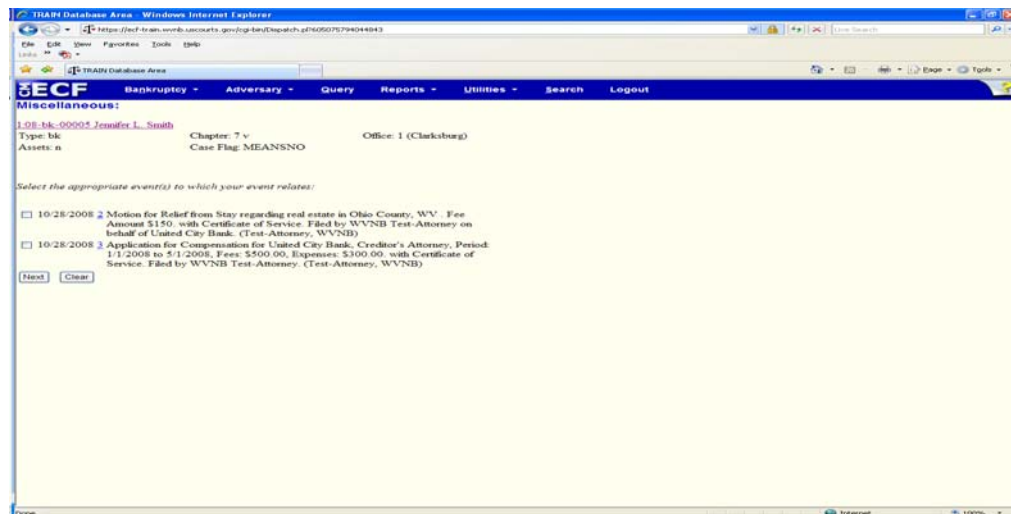 TRAIN Database Area - Windows Internet Explorer
https://ecf-train.wvnb.uscourts.gov/cgi-bin/Dispatch.pl?605075794044843
Live Search
File Edit View Favorites Tools Help
Links
TRAIN Database Area
Page Tools
ECF Bankruptcy Adversary Query Reports Utilities Search Logout
Miscellaneous:
1:08-bk-00005 Jennifer L. Smith
Type: bk Chapter: 7 v Office: 1 (Clarksburg)
Assets: n Case Flag: MEANSNO
Select the appropriate event(s) to which your event relates:
10/28/2008 2 Motion for Relief from Stay regarding real estate in Ohio County, WV . Fee
Amount $150. with Certificate of Service. Filed by WVNB Test-Attorney on
behalf of United City Bank. (Test-Attorney, WVNB)
10/28/2008 3 Application for Compensation for United City Bank, Creditor's Attorney, Period:
1/1/2008 to 5/1/2008, Fees: $500.00, Expenses: $300.00. with Certificate of
Service. Filed by WVNB Test-Attorney. (Test-Attorney, WVNB)
Next Clear
Done Internet 100%